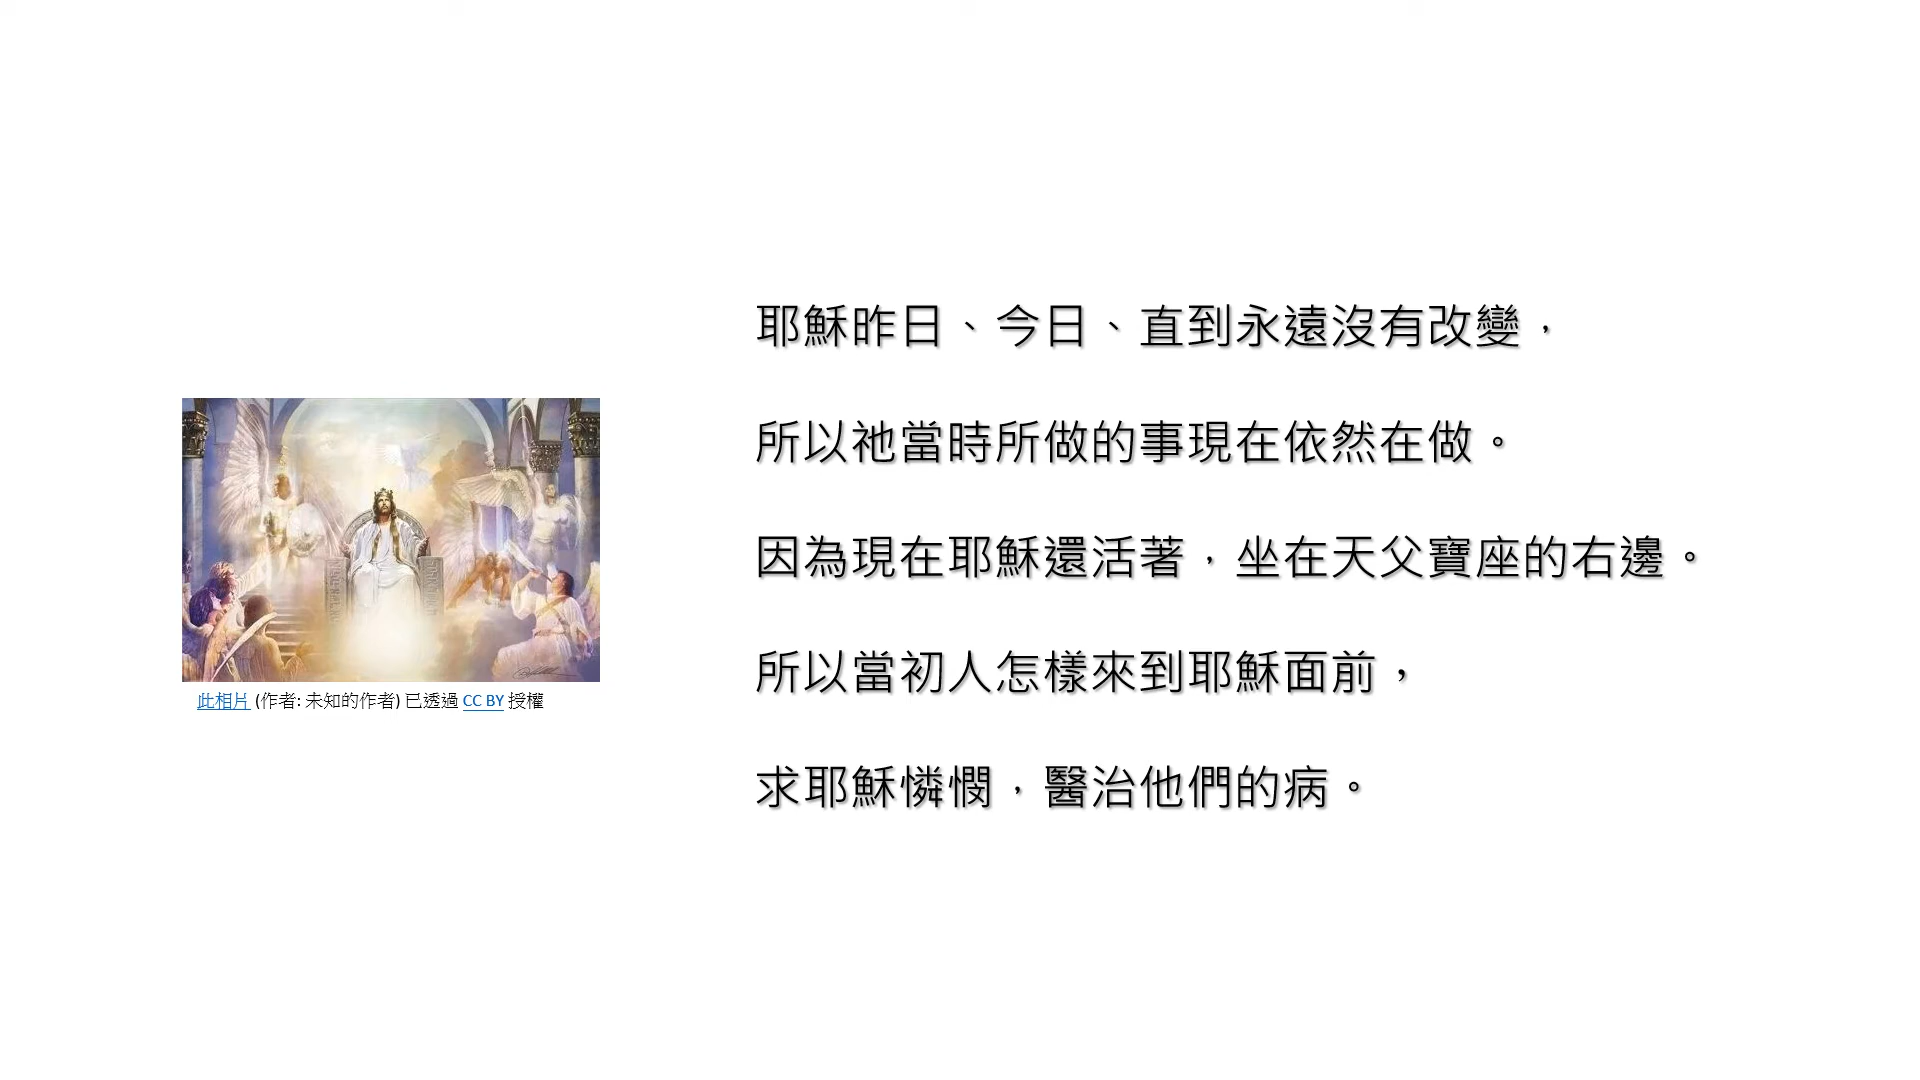 耶穌昨日、今日、直到永遠沒有改變，
所以祂當時所做的事現在依然在做。
因為現在耶穌還活著，坐在天父寶座的右邊。
所以當初人怎樣來到耶穌面前，
求耶穌憐憫，醫治他們的病。
此相片 (作者: 未知的作者) 已透過 CC BY 授權